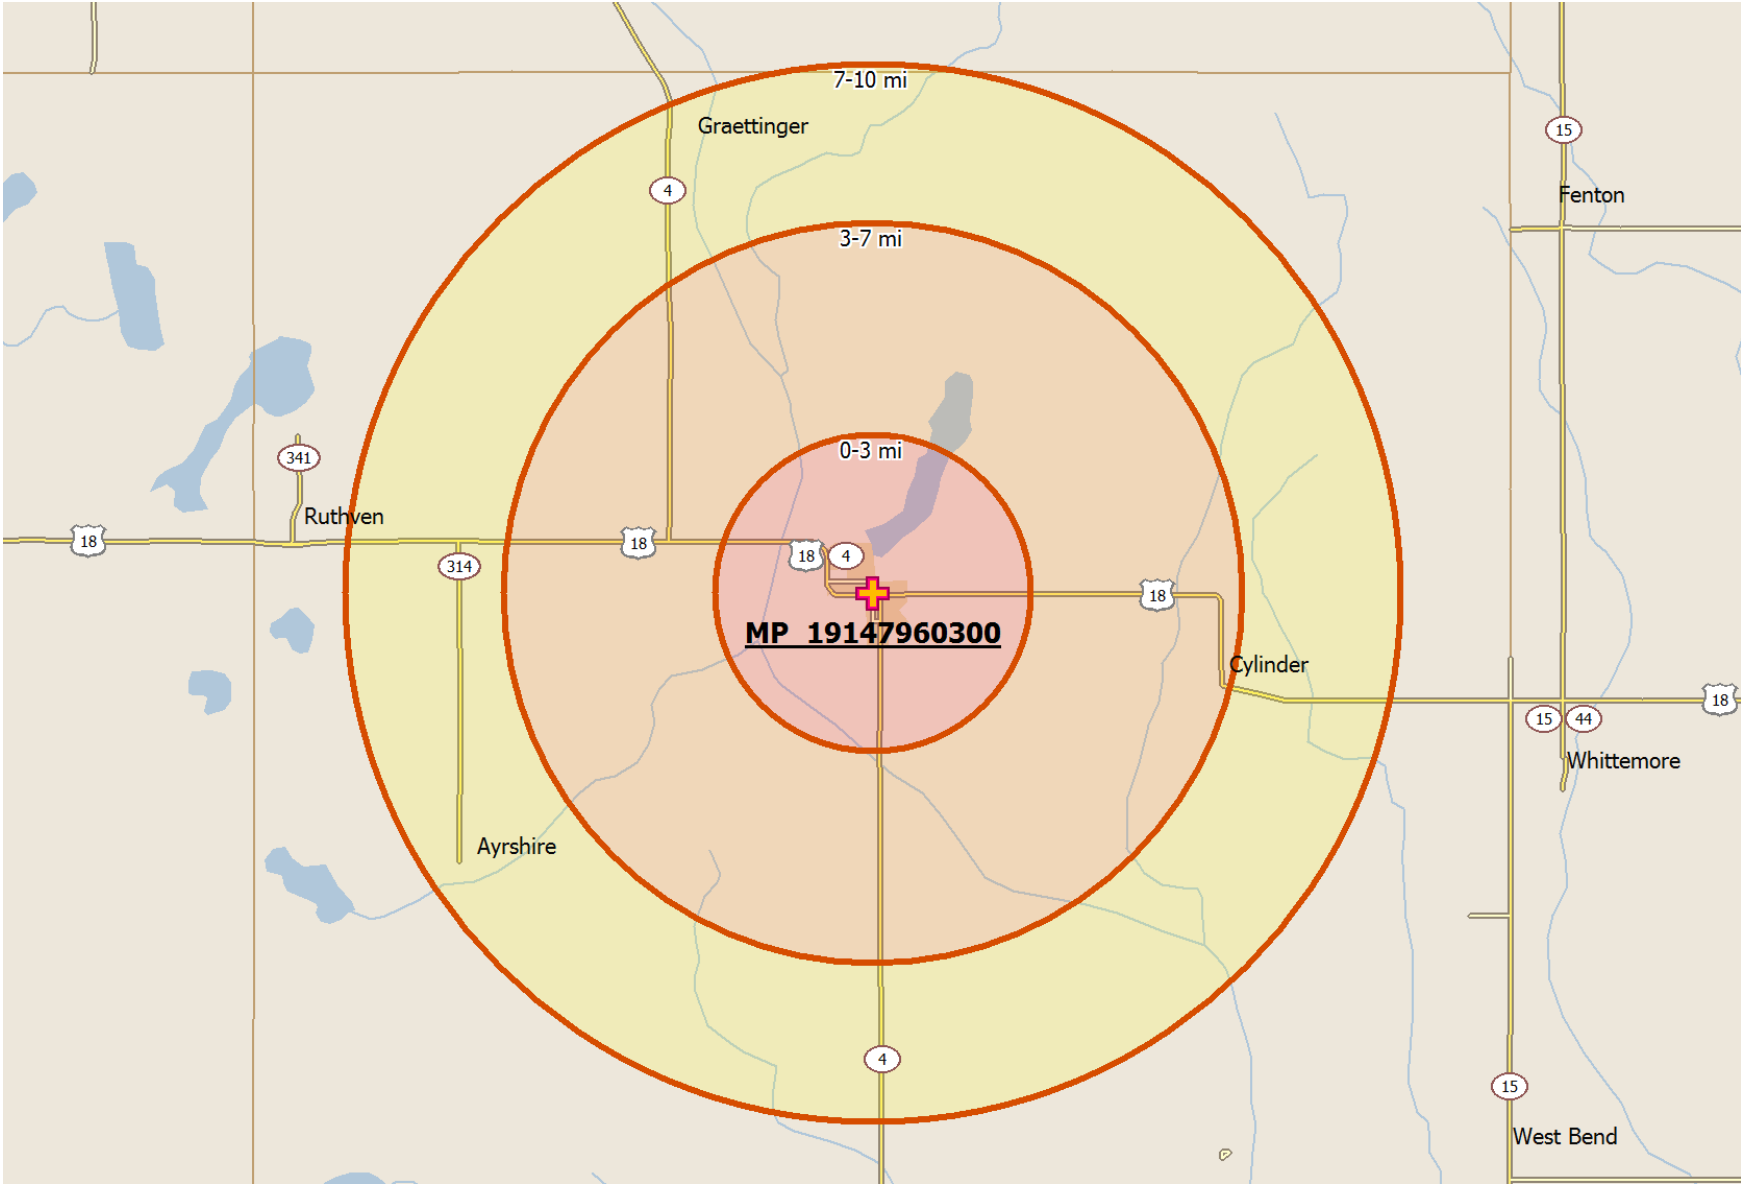 7-10 mi
Graettinger
15
4
Fenton
3-7 mi
0-3 mi
341
Ruthven
18
18
18
4
314
18
MP 19147960300
Cylinder
18
15
44
Whittemore
Ayrshire
4
15
West Bend